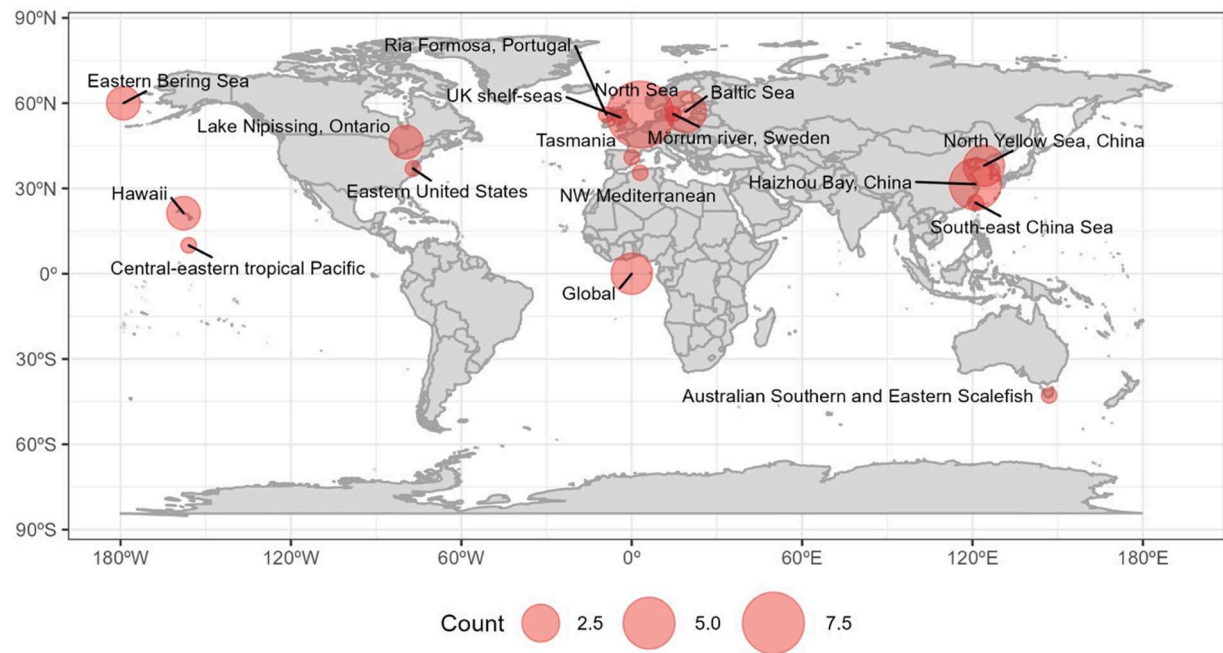 90ºN
Ria Formosa, Portugal
Eastern Bering Sea
North Sea
Baltic Sea
UK shelf-seas
60ºN
Lake Nipissing, Ontario
Tasmania
Mörrum river, Sweden
North Yellow Sea, China
30ºN
Hawaii
Eastern United States
NW Mediterranean
Haizhou Bay, China
South-east China Sea
Central-eastern tropical Pacific
0º
Global
30ºS
Australian Southern and Eastern Scalefish
60ºS
90ºS
180ºW 120ºW 60ºW 0º 60ºE 120ºE 180ºE
Count 2.5 5.0 7.5